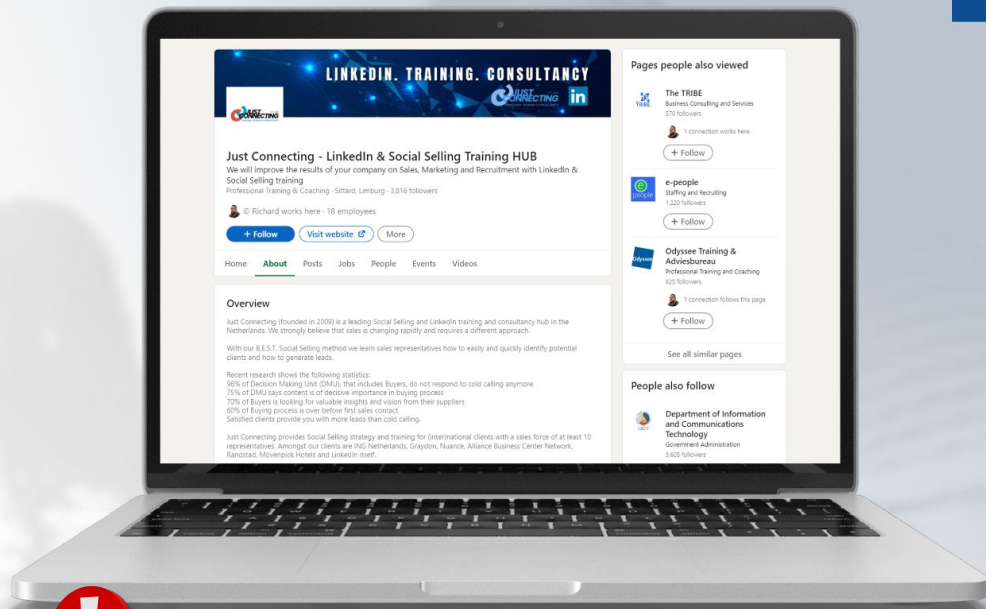 LINKEDIN. TRAINING. CONSULTANCY
JUST
CONNECTING
in
JUST
CONNECTING
Just Connecting - LinkedIn & Social Selling Training HUB
We will improve the results of your company on Sales, Marketing and Recruitment with LinkedIn &
Social Selling training
Professional Training & Coaching · Sittard, Limburg · 3,816 followers
© Richard works here · 18 employees
+ Follow
Visit website
More
Home About Posts Jobs People Events Videos
Overview
Just Connecting (founded in 2009) is a leading Social Selling and LinkedIn training and consultancy hub in the
Netherlands. We strongly believe that sales is changing rapidly and requires a different approach.
With our B.E.S.T. Social Selling method we learn sales representatives how to easily and quickly identify potential
clients and how to generate leads.
Recent research shows the following statistics:
96% of Decision Making Unit (DMU), that includes Buyers, do not respond to cold calling anymore
75% of DMU says content is of decisive importance in buying process
70% of Buyers is looking for valuable insights and vision from their suppliers
60% of Buying process is over before first sales contact
Satisfied clients provide you with more leads than cold calling.
Just Connecting provides Social Selling strategy and training for (inter)national clients with a sales force of at least 10
representatives. Amongst our clients are ING Netherlands, Graydon, Nuance, Alliance Business Center Network,
Randstad, Mövenpick Hotels and LinkedIn itself.
Pages people also viewed
TRIBE
The TRIBE
Business Consulting and Services
570 followers
1 connection works here
+ Follow
e
people
e-people
Staffing and Recruiting
1,220 followers
+ Follow
Odyssee
Odyssee Training &
Adviesbureau
Professional Training and Coaching
825 followers
1 connection follows this page
+ Follow
See all similar pages
People also follow
DICT
Department of Information
and Communications
Technology
Government Administration
5,605 followers